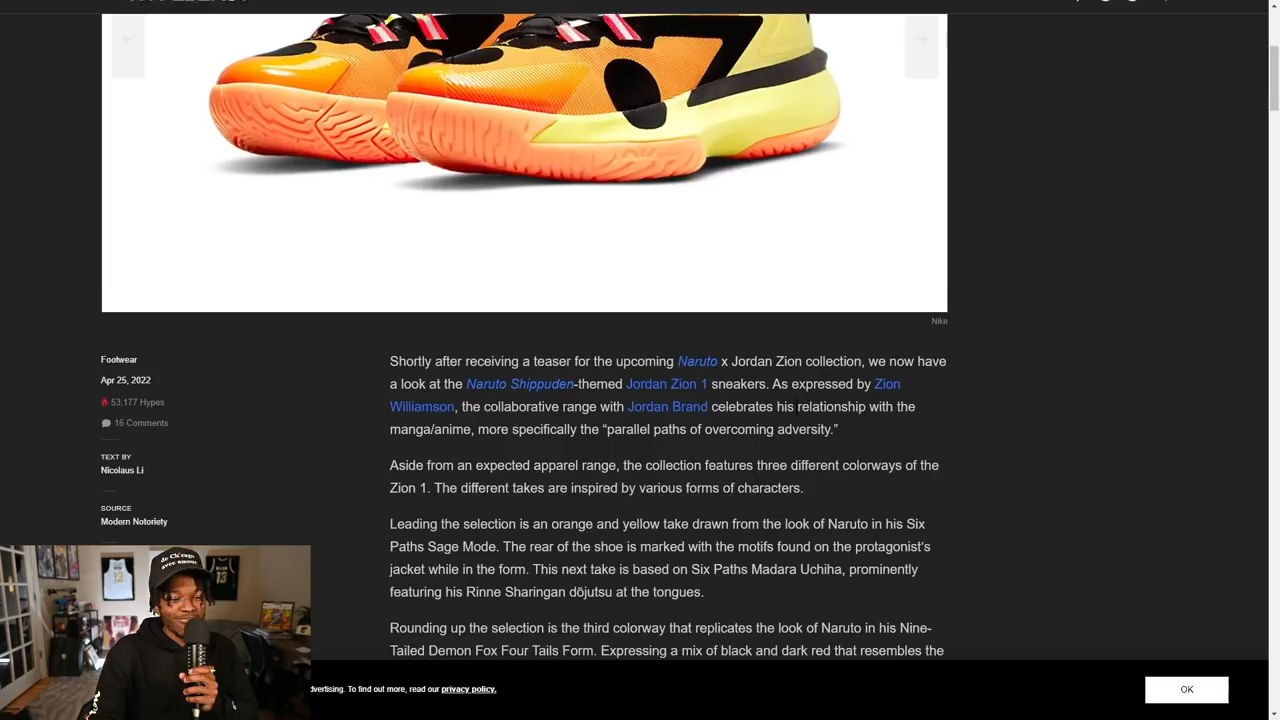 Nike
Footwear
Apr 25, 2022
53,177 Hypes
16 Comments
TEXT BY
Nicolaus Li
SOURCE
Modern Notoriety
Shortly after receiving a teaser for the upcoming Naruto x Jordan Zion collection, we now have
a look at the Naruto Shippuden-themed Jordan Zion 1 sneakers. As expressed by Zion
Williamson, the collaborative range with Jordan Brand celebrates his relationship with the
manga/anime, more specifically the “parallel paths of overcoming adversity.”
Aside from an expected apparel range, the collection features three different colorways of the
Zion 1. The different takes are inspired by various forms of characters.
Leading the selection is an orange and yellow take drawn from the look of Naruto in his Six
Paths Sage Mode. The rear of the shoe is marked with the motifs found on the protagonist’s
jacket while in the form. This next take is based on Six Paths Madara Uchiha, prominently
featuring his Rinne Sharingan dōjutsu at the tongues.
Rounding up the selection is the third colorway that replicates the look of Naruto in his Nine-
Tailed Demon Fox Four Tails Form. Expressing a mix of black and dark red that resembles the
de Chicago
avec amour
13
13
dvertising. To find out more, read our privacy policy.
OK